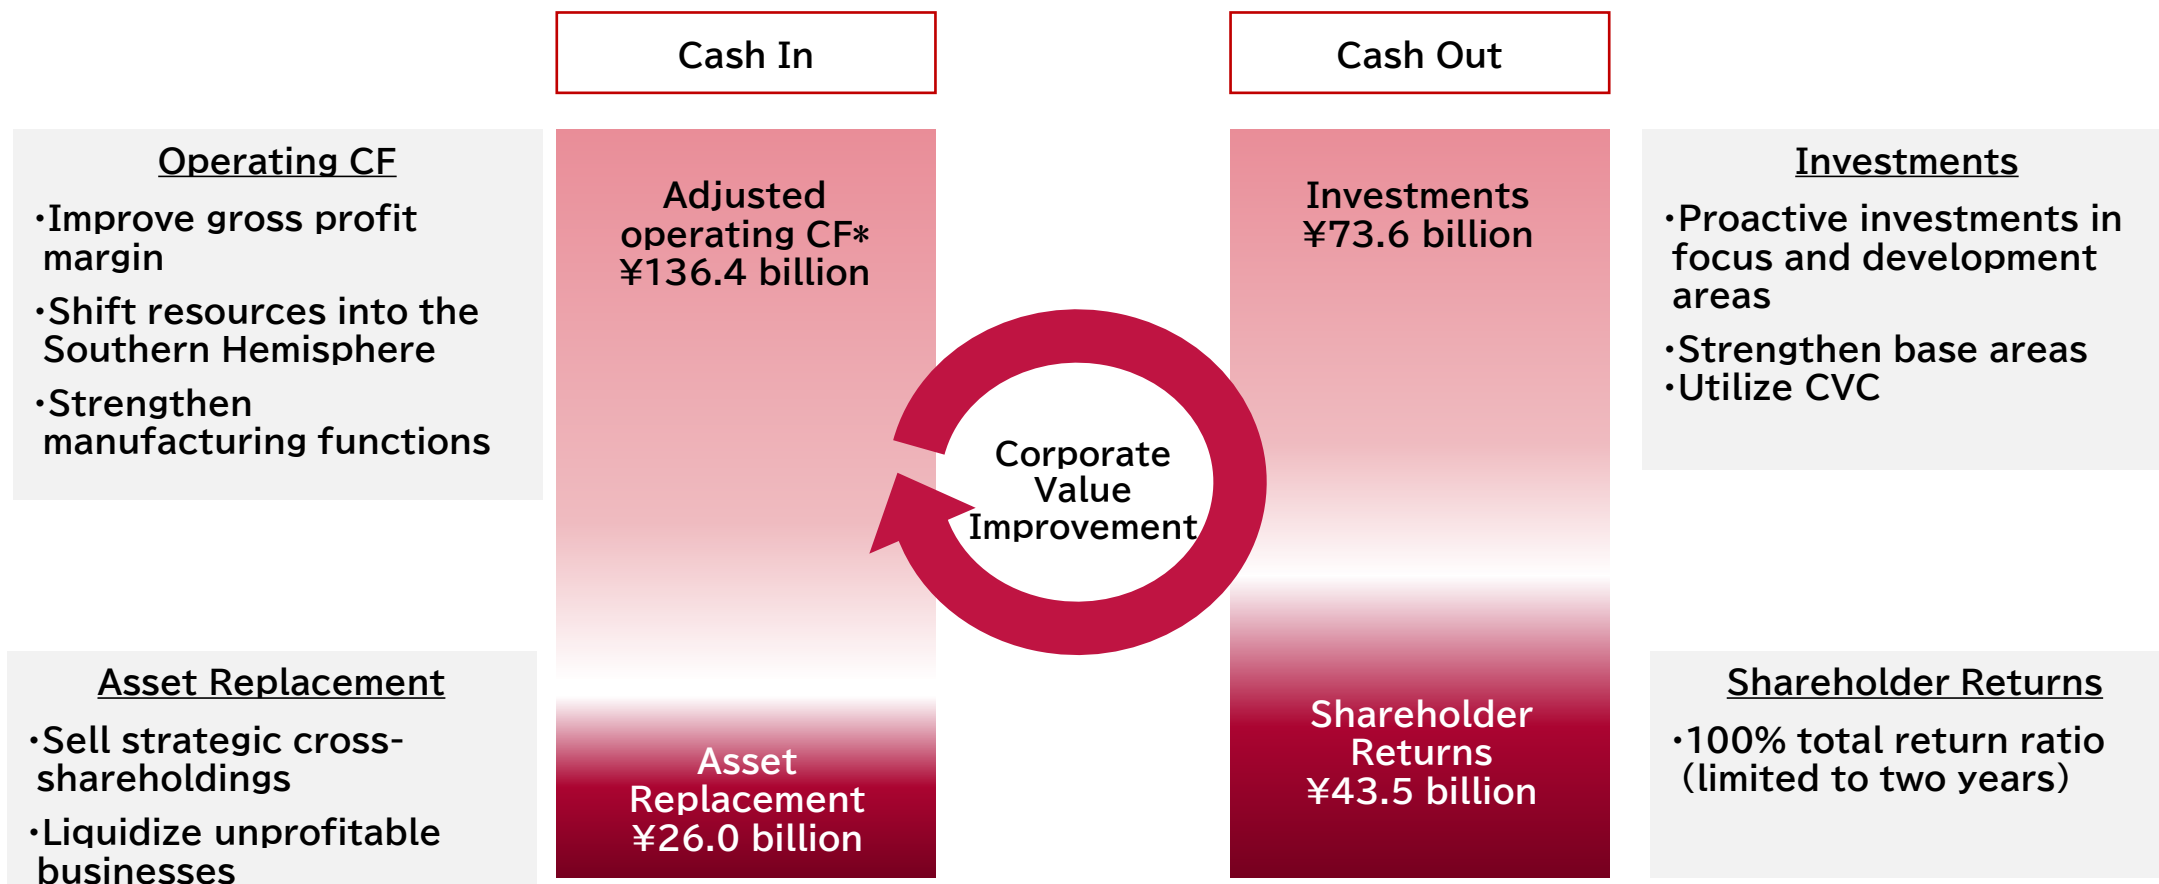 Cash In
Cash Out
Operating CF
・Improve gross profit
margin
・Shift resources into the
Southern Hemisphere
・Strengthen
manufacturing functions
Adjusted
operating CF*
¥136.4 billion
Investments
¥73.6 billion
Investments
・Proactive investments in
focus and development
areas
・Strengthen base areas
・Utilize CVC
Corporate
Value
Improvement
Asset Replacement
・Sell strategic cross-
shareholdings
・Liquidize unprofitable
businesses
Asset
Replacement
¥26.0 billion
Shareholder
Returns
¥43.5 billion
Shareholder Returns
・100% total return ratio
(limited to two years)